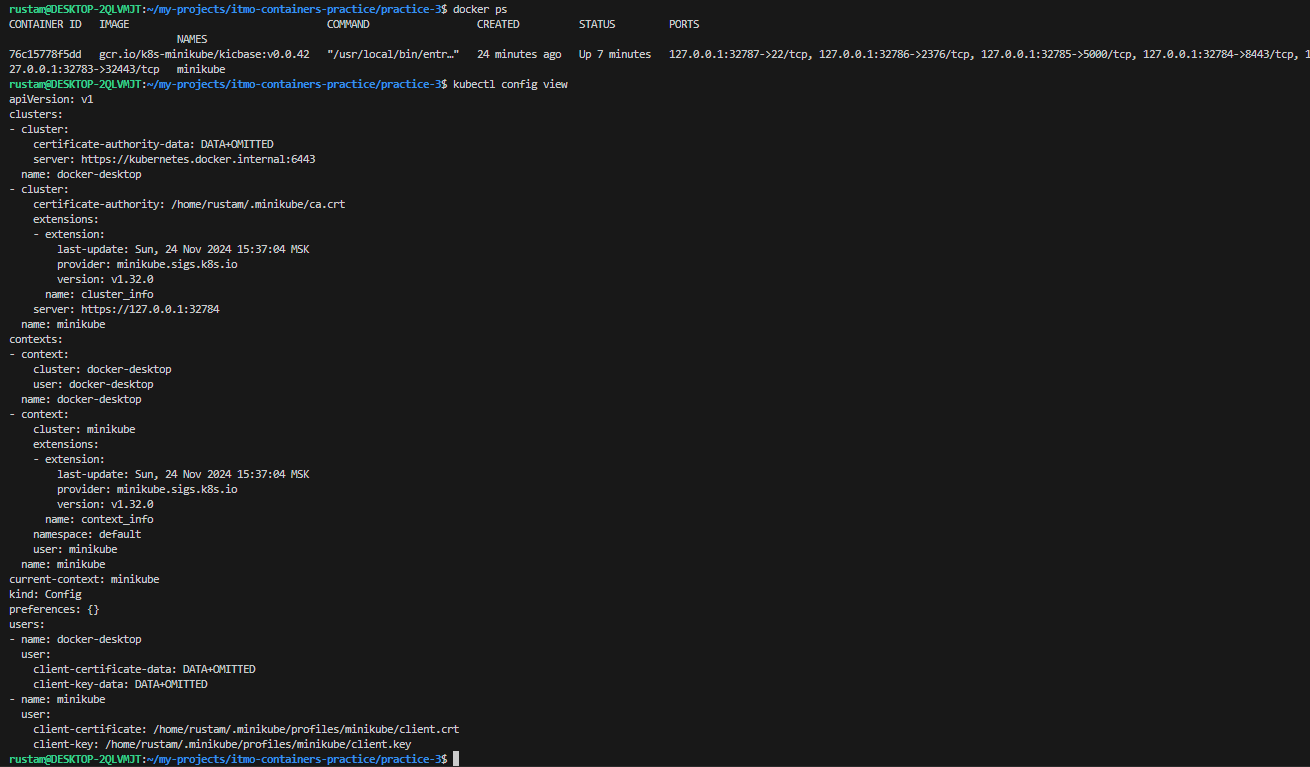 rustam@DESKTOP-2QLVMJT:~/my-projects/itmo-containers-practice/practice-3$ docker ps
CONTAINER ID   IMAGE                                 COMMAND                  CREATED          STATUS         PORTS
                            NAMES
76c15778f5dd   gcr.io/k8s-minikube/kicbase:v0.0.42   "/usr/local/bin/entr…"   24 minutes ago   Up 7 minutes   127.0.0.1:32787->22/tcp, 127.0.0.1:32786->2376/tcp, 127.0.0.1:32785->5000/tcp, 127.0.0.1:32784->8443/tcp, 1
27.0.0.1:32783->32443/tcp   minikube
rustam@DESKTOP-2QLVMJT:~/my-projects/itmo-containers-practice/practice-3$ kubectl config view
apiVersion: v1
clusters:
- cluster:
    certificate-authority-data: DATA+OMITTED
    server: https://kubernetes.docker.internal:6443
  name: docker-desktop
- cluster:
    certificate-authority: /home/rustam/.minikube/ca.crt
    extensions:
    - extension:
        last-update: Sun, 24 Nov 2024 15:37:04 MSK
        provider: minikube.sigs.k8s.io
        version: v1.32.0
      name: cluster_info
    server: https://127.0.0.1:32784
  name: minikube
contexts:
- context:
    cluster: docker-desktop
    user: docker-desktop
  name: docker-desktop
- context:
    cluster: minikube
    extensions:
    - extension:
        last-update: Sun, 24 Nov 2024 15:37:04 MSK
        provider: minikube.sigs.k8s.io
        version: v1.32.0
      name: context_info
    namespace: default
    user: minikube
  name: minikube
current-context: minikube
kind: Config
preferences: {}
users:
- name: docker-desktop
  user:
    client-certificate-data: DATA+OMITTED
    client-key-data: DATA+OMITTED
- name: minikube
  user:
    client-certificate: /home/rustam/.minikube/profiles/minikube/client.crt
    client-key: /home/rustam/.minikube/profiles/minikube/client.key
rustam@DESKTOP-2QLVMJT:~/my-projects/itmo-containers-practice/practice-3$